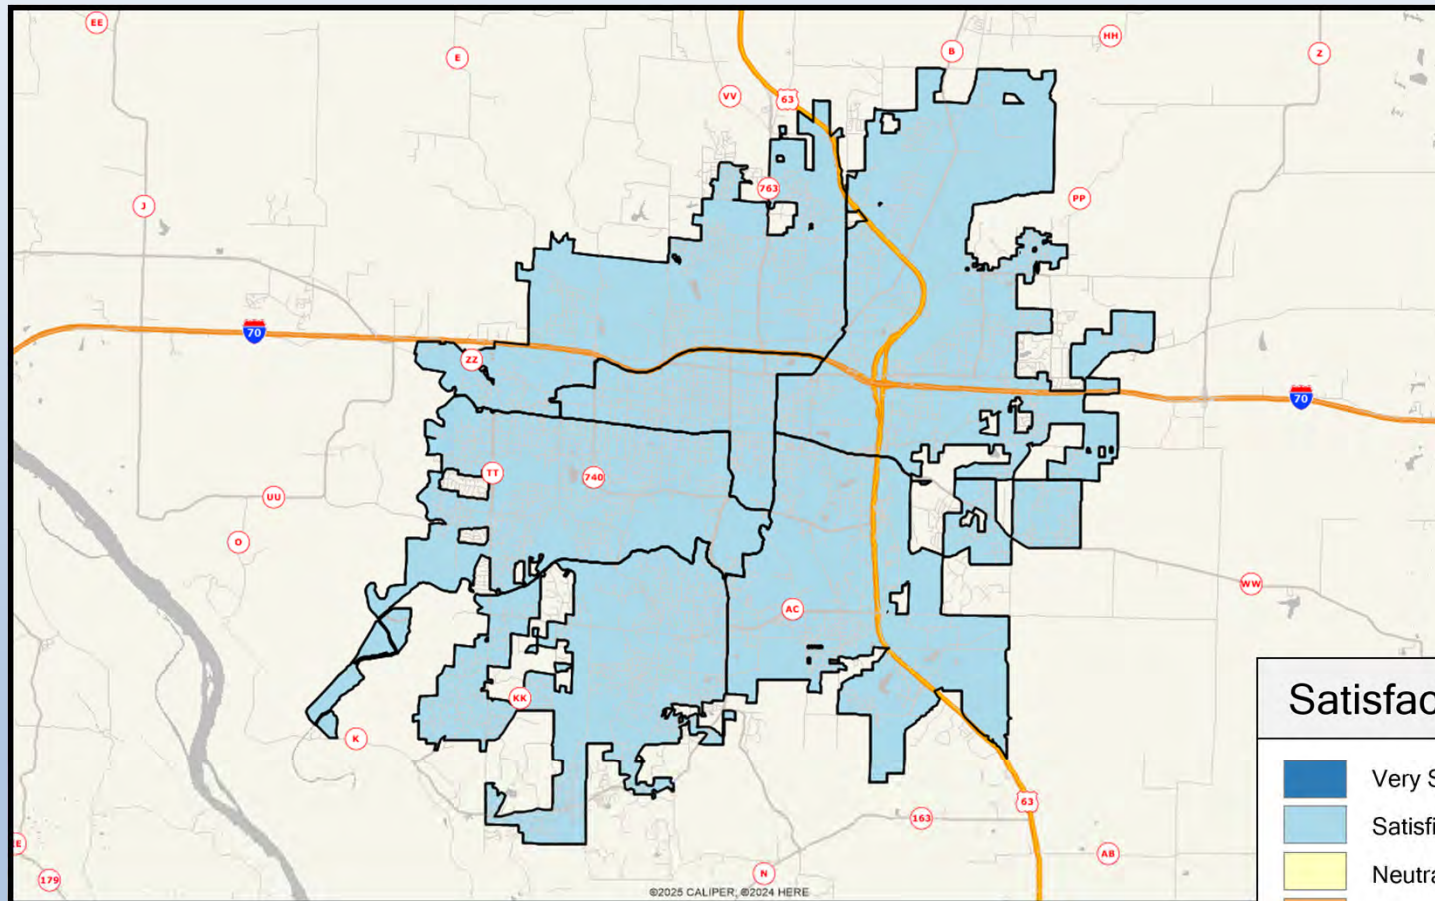 EE
E
B
HH
Z
VV
63
763
PP
J
70
ZZ
70
TT
740
UU
O
WW
AC
KK
K
63
163
AB
EE
179
N
©2025 CALIPER; ©2024 HERE
Satisfac
Very S
Satisfi
Neutra